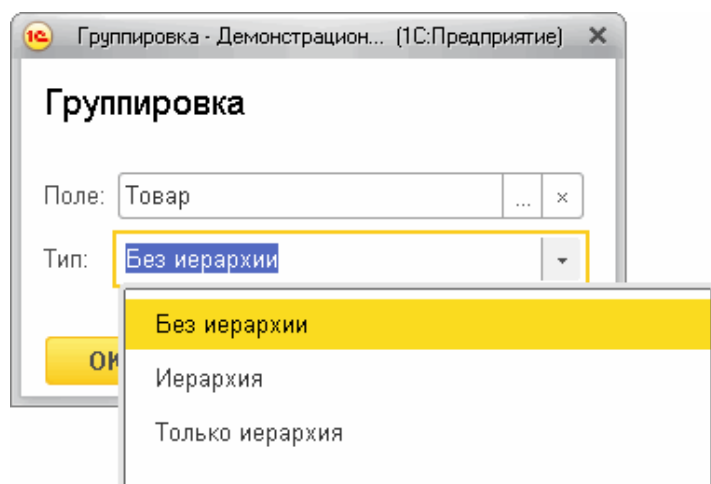 1С Группировка - Демонстрацион... (1С:Предприятие)
Группировка
Поле: Товар ...
Тип: Без иерархии
Без иерархии
Иерархия
Только иерархия